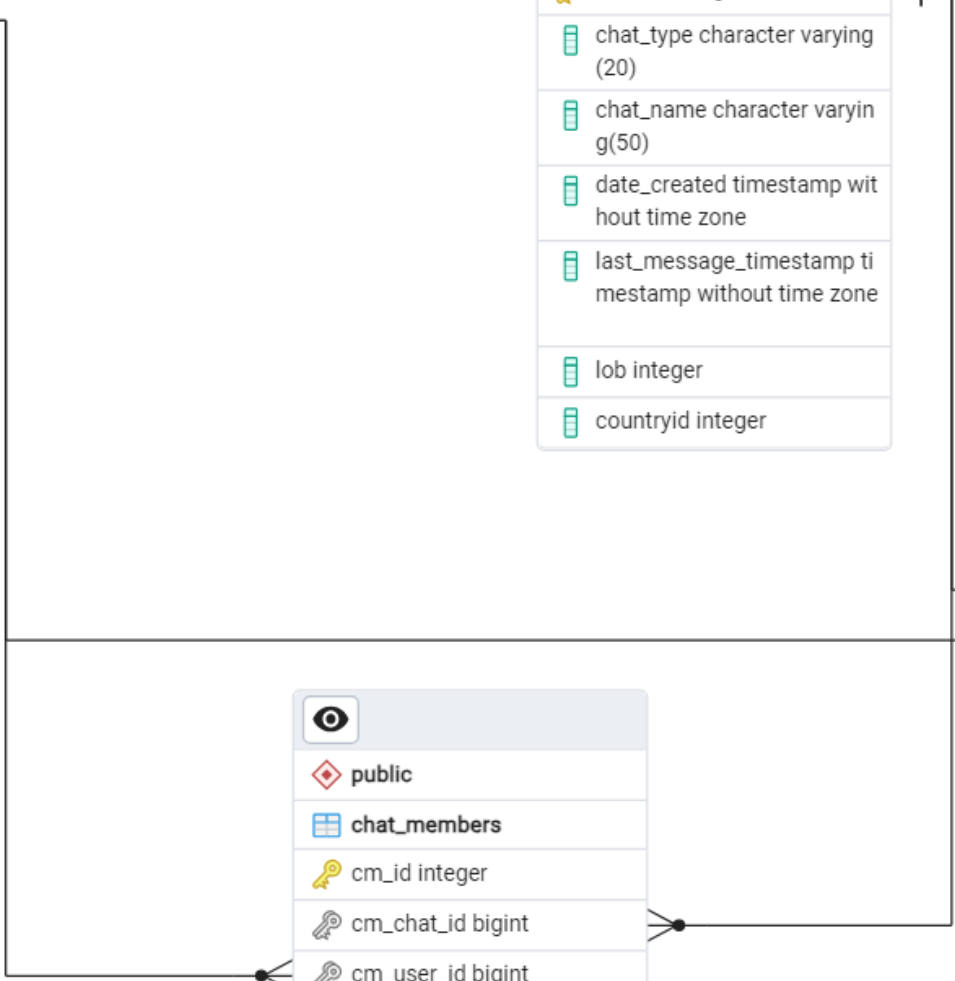 chat_type character varying
(20)
chat_name character varyin
g(50)
date_created timestamp wit
hout time zone
last_message_timestamp ti
mestamp without time zone
lob integer
countryid integer
public
chat_members
cm_id integer
cm_chat_id bigint
cm_user_id bigint